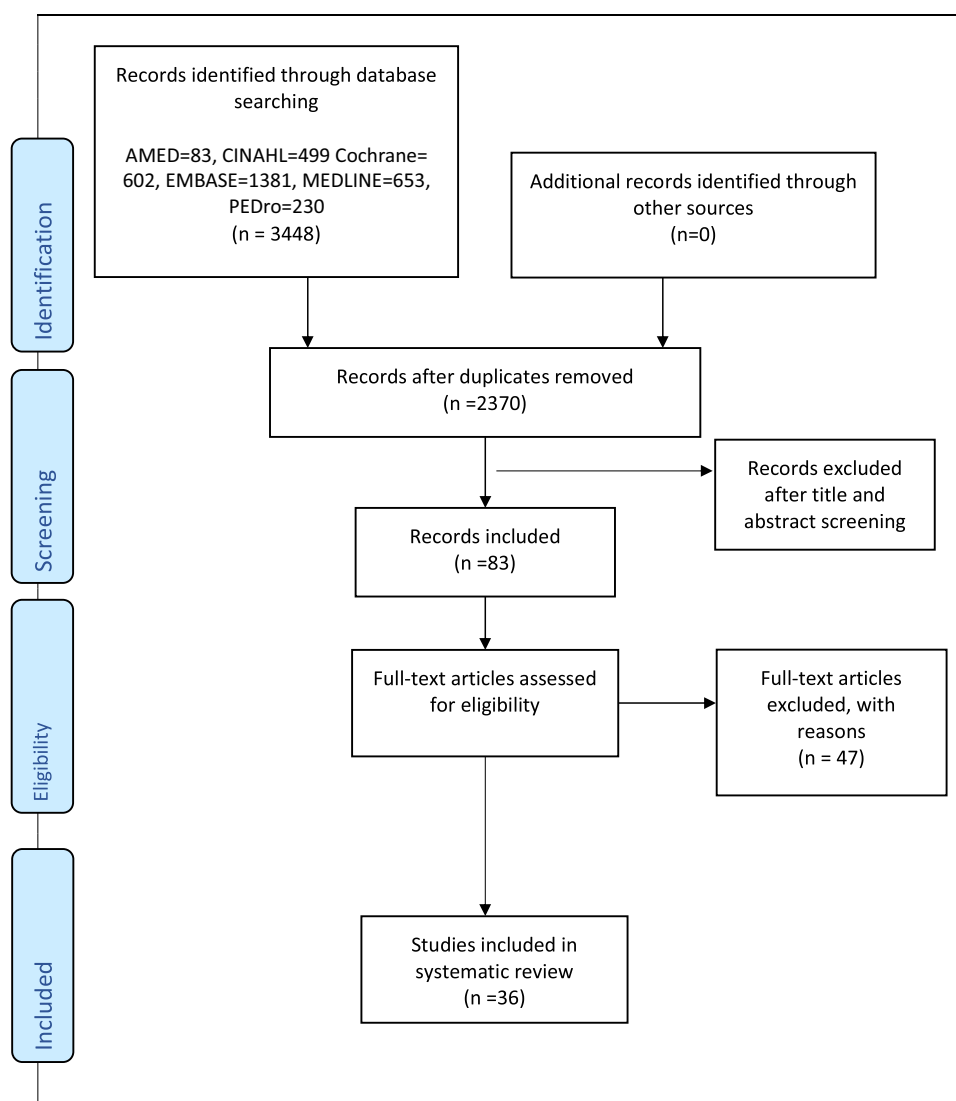 Records identified through database
searching
AMED=83, CINAHL=499 Cochrane=
602, EMBASE=1381, MEDLINE=653,
PEDro=230
(n = 3448)
Additional records identified through
other sources
(n=0)
Identification
Records after duplicates removed
(n =2370)
Screening
Records excluded
after title and
abstract screening
Records included
(n =83)
Eligibility
Full-text articles assessed
for eligibility
Full-text articles
excluded, with
reasons
(n = 47)
Included
Studies included in
systematic review
(n =36)